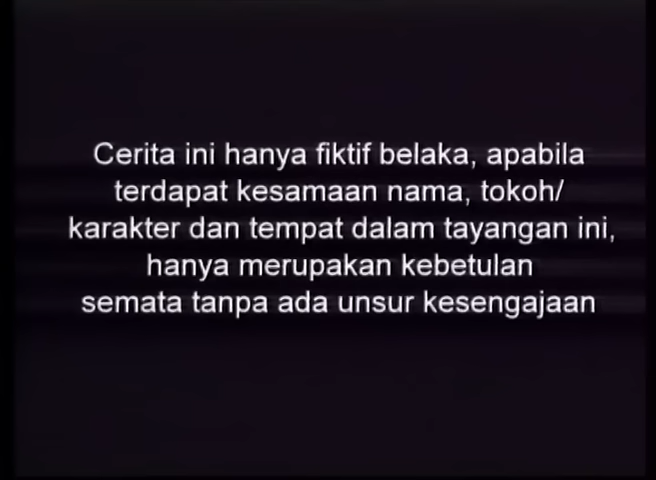 Cerita ini hanya fiktif belaka, apabila
terdapat kesamaan nama, tokoh/
karakter dan tempat dalam tayangan ini,
hanya merupakan kebetulan
semata tanpa ada unsur kesengajaan